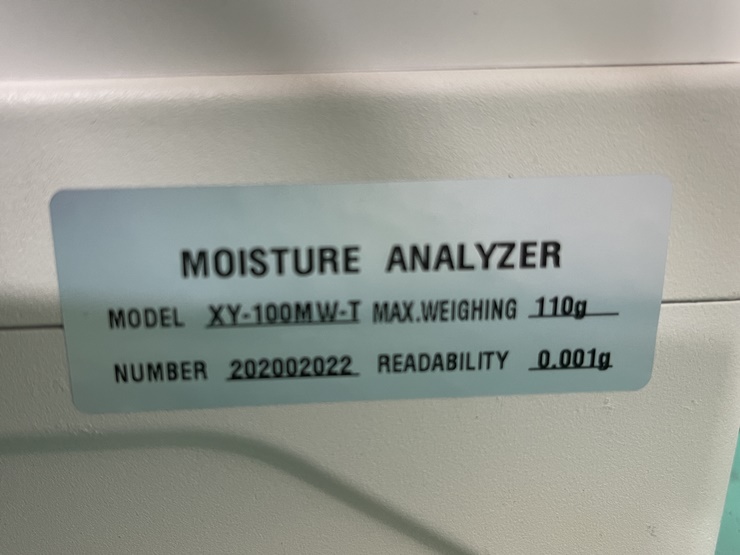 MOISTURE ANALYZER
MODEL XY-100MW-T MAX.WEIGHING 110g
NUMBER 202002022 READABILITY 0.001g